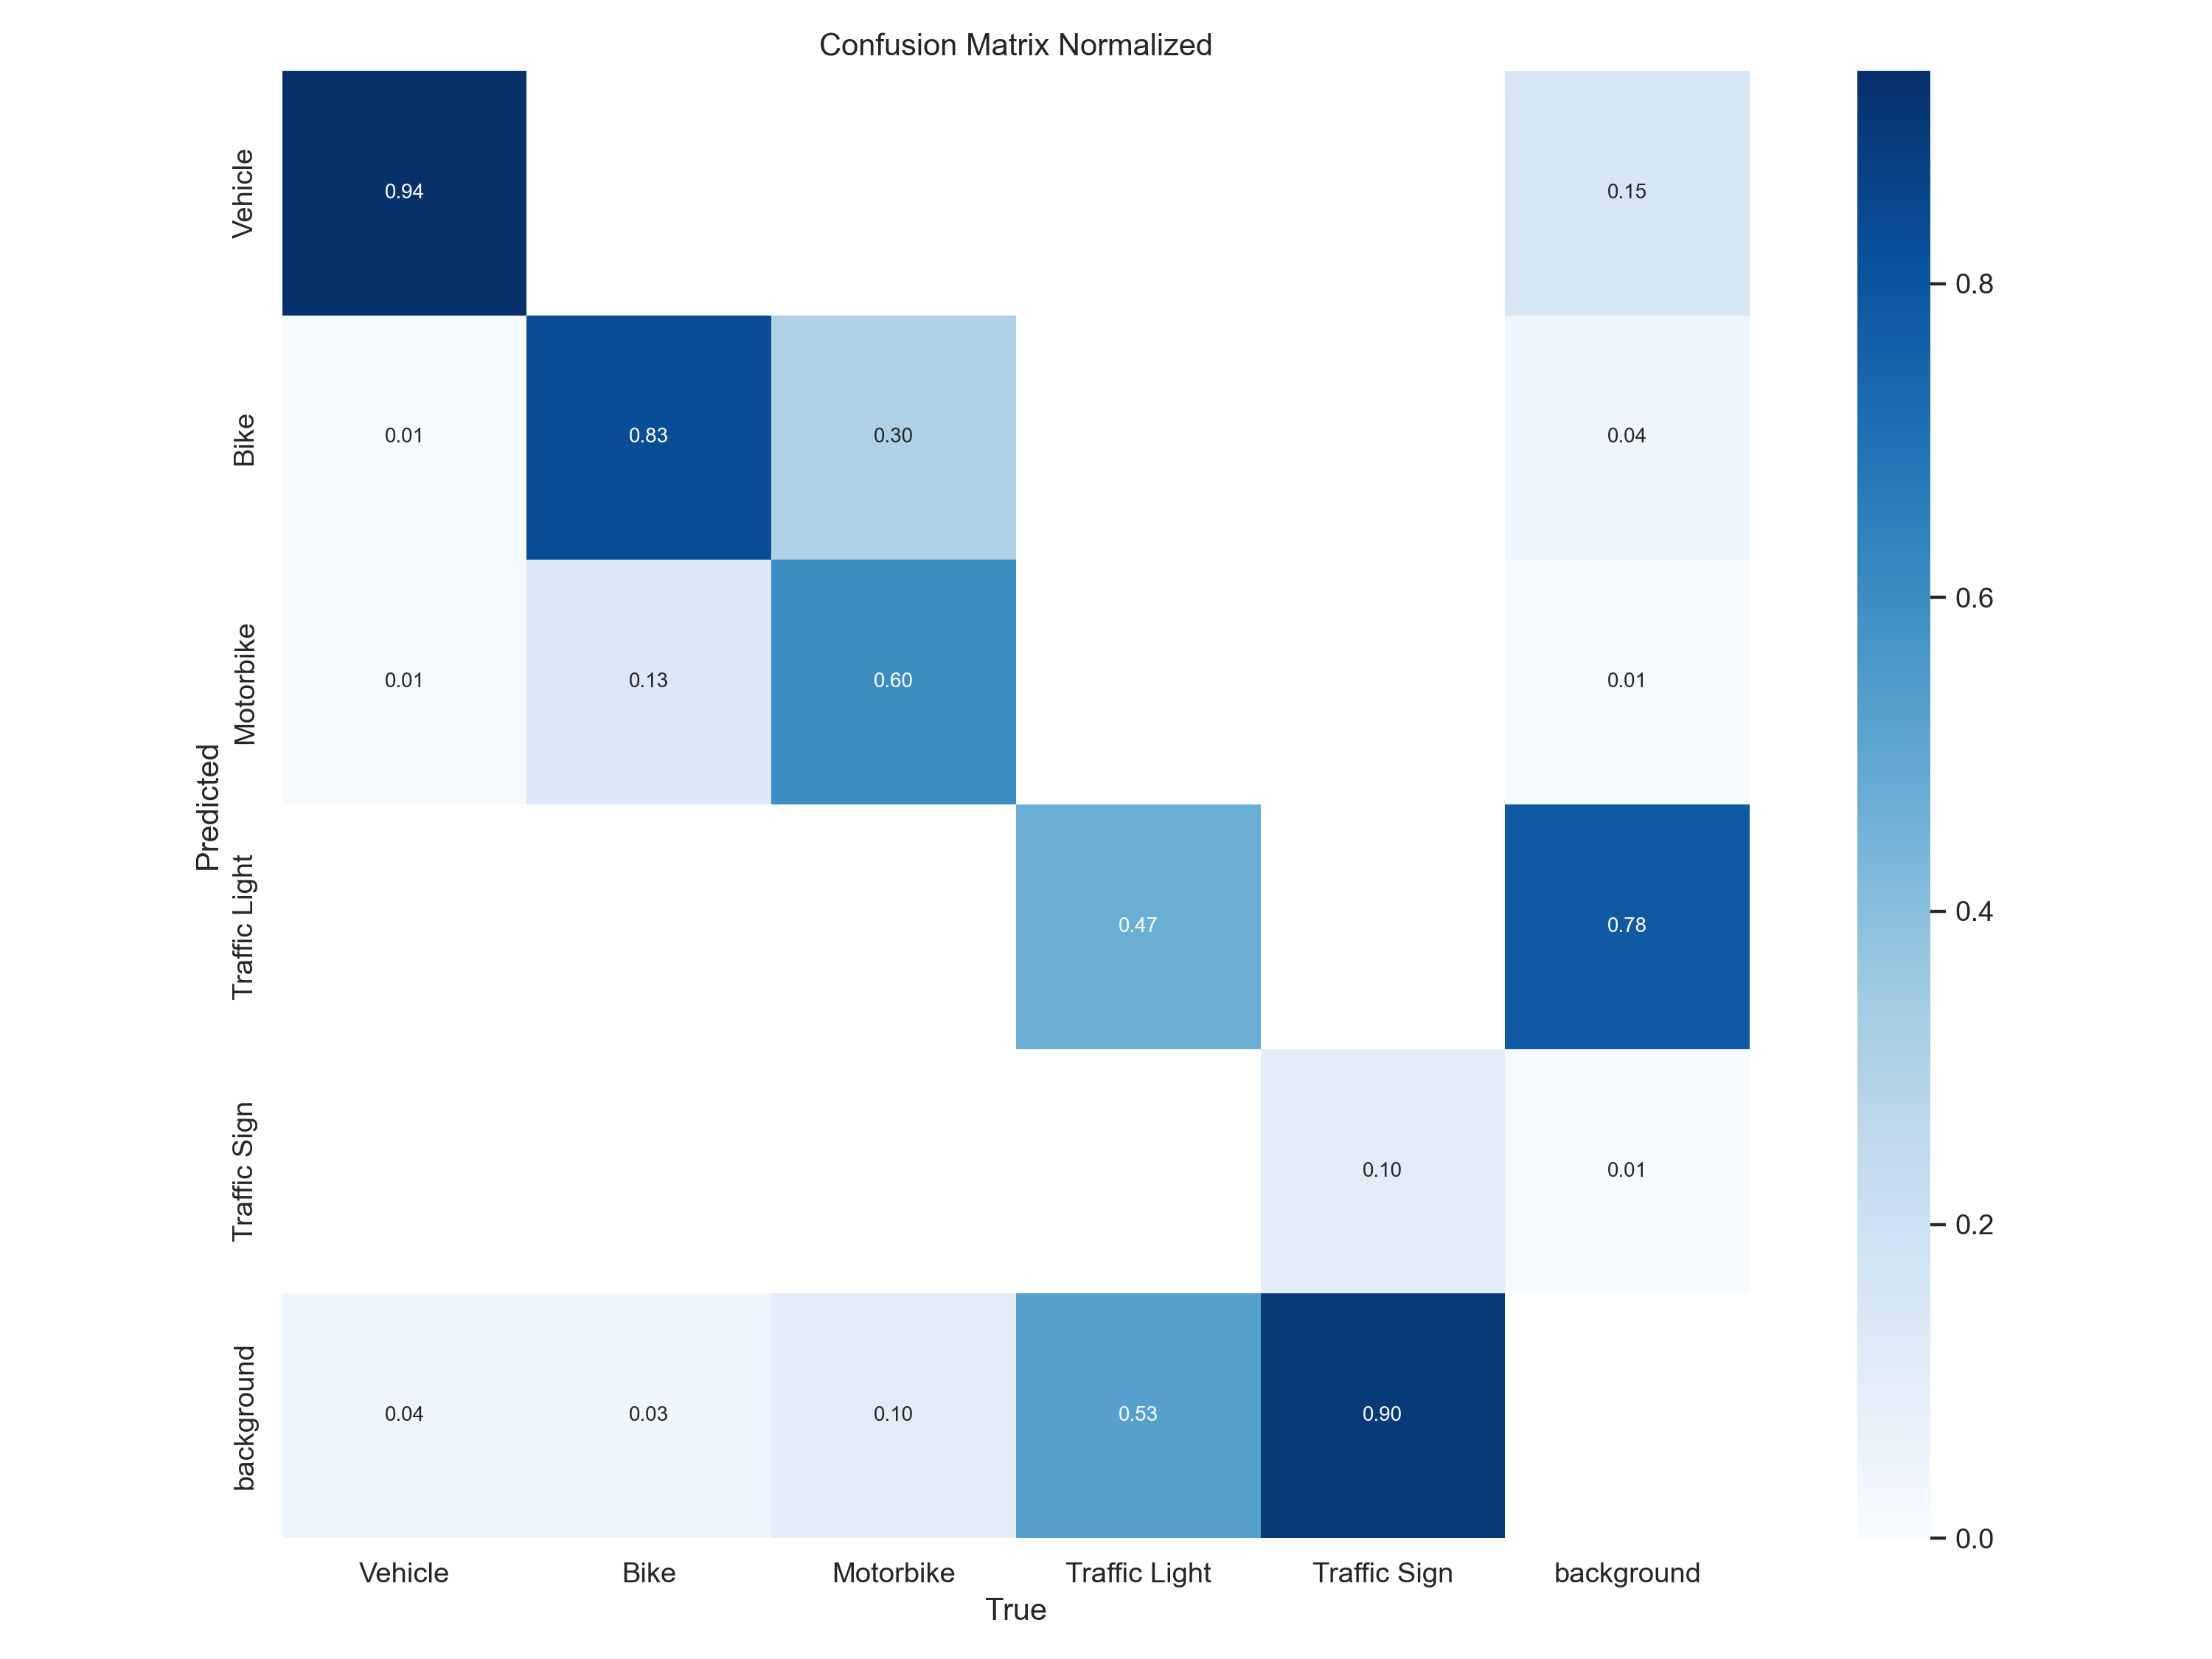 Confusion Matrix Normalized
Vehicle
0.94
0.15
0.8
Bike
0.01
0.83
0.30
0.04
0.6
Motorbike
0.01
0.13
0.60
0.01
Predicted
Traffic Light
0.47
0.78
0.4
Traffic Sign
0.10
0.01
0.2
background
0.04
0.03
0.10
0.53
0.90
0.0
Vehicle
Bike
Motorbike
Traffic Light
Traffic Sign
background
True